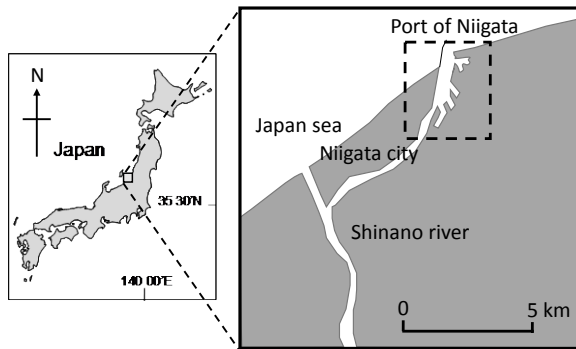 Port of Niigata
N
Japan sea
Japan
Niigata city
35 30'N
Shinano river
140 00'E
0
5 km